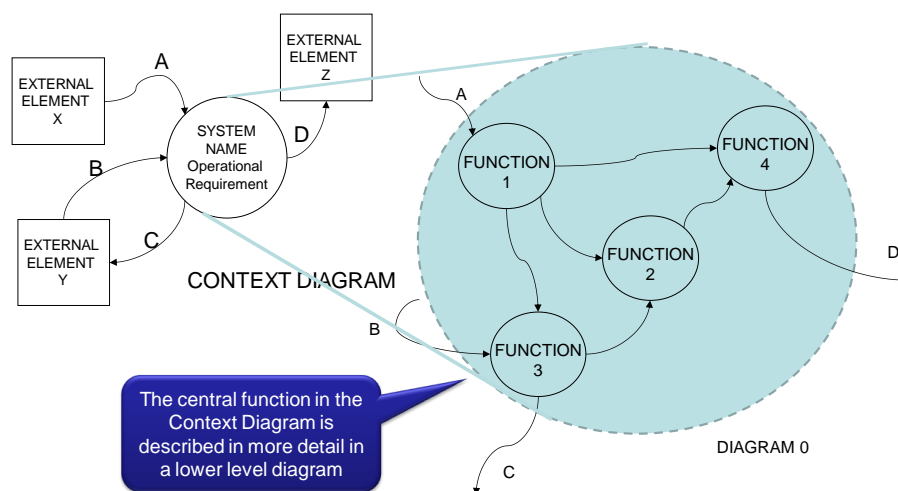 EXTERNAL
ELEMENT
Z
A
EXTERNAL
ELEMENT
X
SYSTEM
NAME
Operational
Requirement
D
B
EXTERNAL
ELEMENT
Y
C
CONTEXT DIAGRAM
A
FUNCTION
1
FUNCTION
4
FUNCTION
2
D
B
FUNCTION
3
C
The central function in the
Context Diagram is
described in more detail in
a lower level diagram
DIAGRAM 0